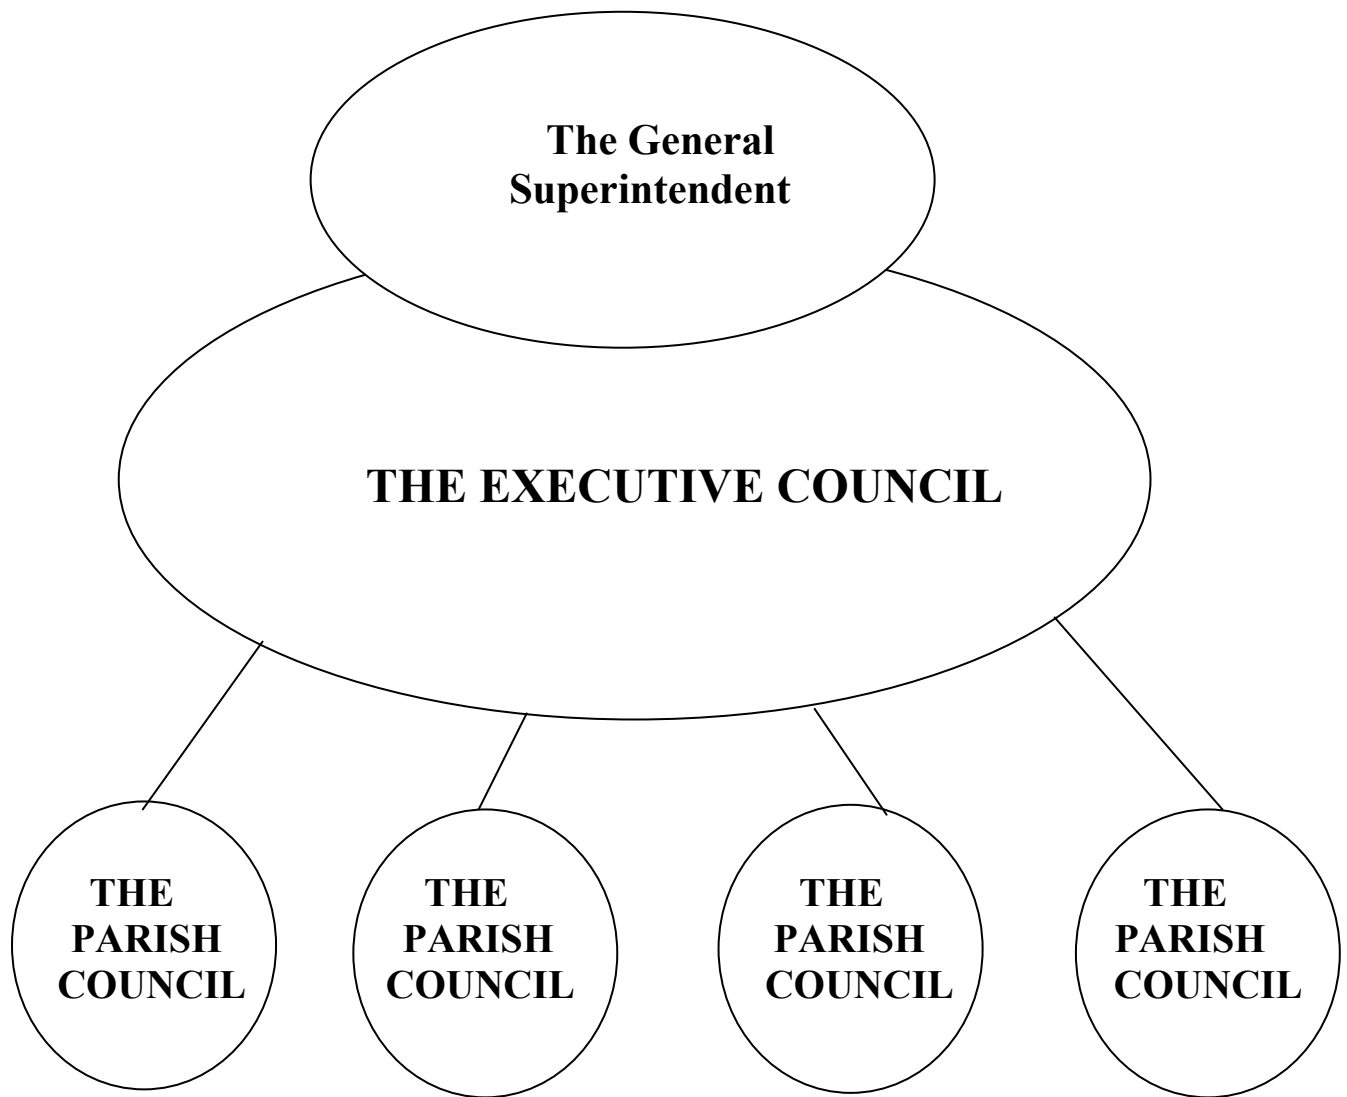 The General
Superintendent
THE EXECUTIVE COUNCIL
THE
PARISH
COUNCIL
THE
PARISH
COUNCIL
THE
PARISH
COUNCIL
THE
PARISH
COUNCIL